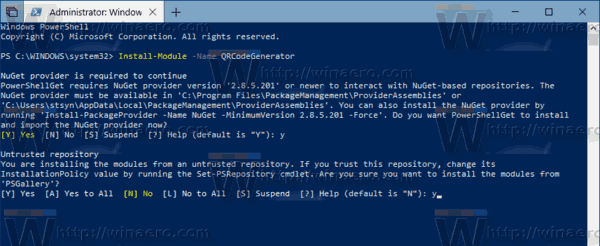 Administrator: Window
Windows PowerShell
Copyright (C) Microsoft Corporation. All rights reserved.
PS C:\WINDOWS\system32> Install-Module -Name QRCodeGenerator
NuGet provider is required to continue
PowerShellGet requires NuGet provider version '2.8.5.201' or newer to interact with NuGet-based repositories. The
NuGet provider must be available in 'C:\Program Files\PackageManagement\ProviderAssemblies' or
'C:\Users\stsyn\AppData\Local\PackageManagement\ProviderAssemblies'. You can also install the NuGet provider by
running 'Install-PackageProvider -Name NuGet -MinimumVersion 2.8.5.201 -Force'. Do you want PowerShellGet to install
and import the NuGet provider now?
[Y] Yes [N] No [S] Suspend [?] Help (default is "Y"): y
Untrusted repository
You are installing the modules from an untrusted repository. If you trust this repository, change its
InstallationPolicy value by running the Set-PSRepository cmdlet. Are you sure you want to install the modules from
'PSGallery'?
[Y] Yes [A] Yes to All [N] No [L] No to All [S] Suspend [?] Help (default is "N"): y
W http://winaero.com